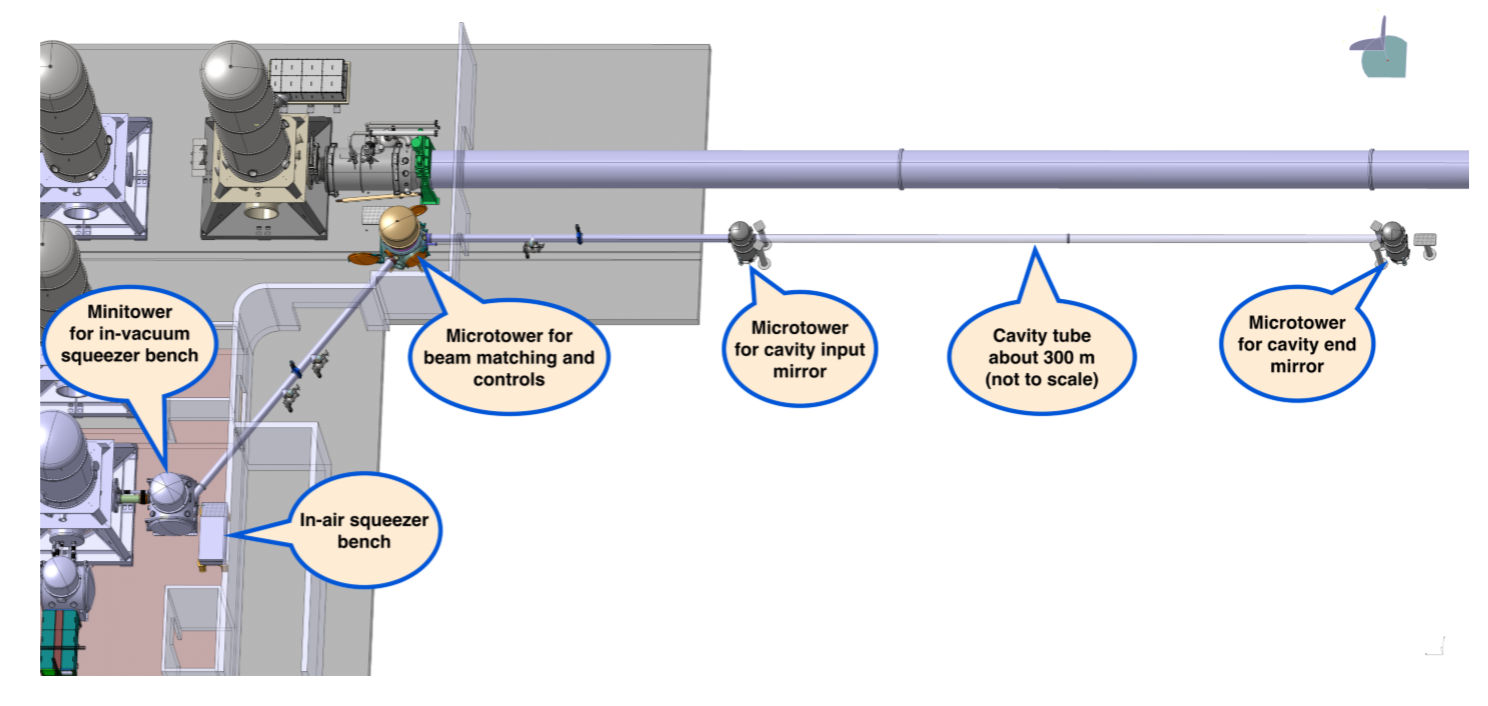 Minitower
for in-vacuum
squeezer bench
Microtower for
beam matching and
controls
Microtower
for cavity input
mirror
Cavity tube
about 300 m
(not to scale)
Microtower
for cavity end
mirror
In-air squeezer
bench